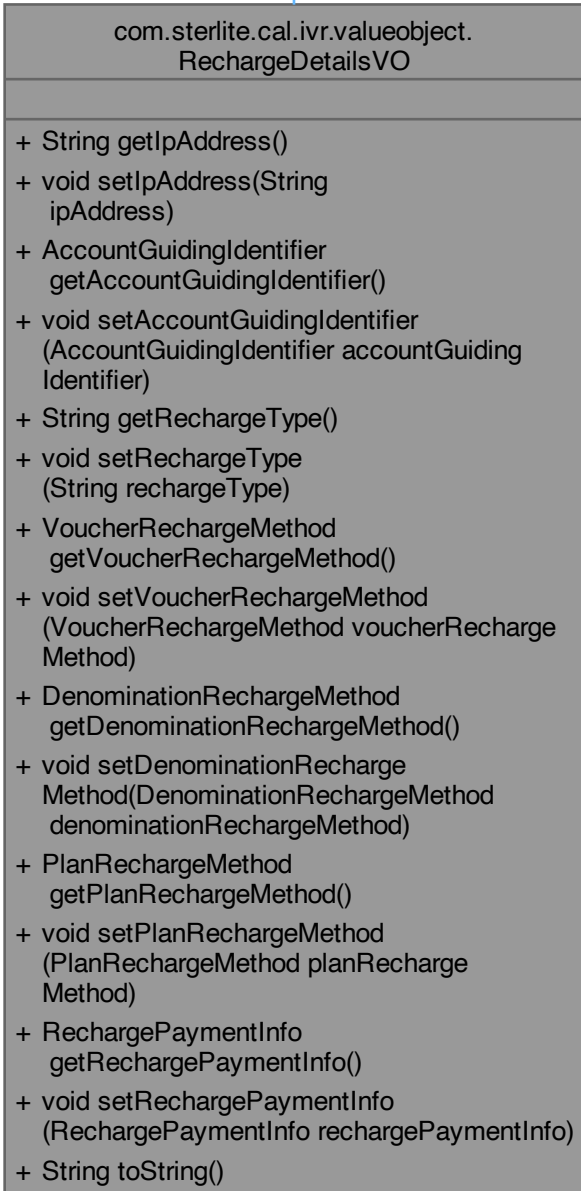 com.sterlite.cal.ivr.valueobject.
RechargeDetailsVO
+ String getIpAddress()
+ void setIpAddress(String
ipAddress)
+ AccountGuidingIdentifier
getAccountGuidingIdentifier()
+ void setAccountGuidingIdentifier
(AccountGuidingIdentifier accountGuiding
Identifier)
+ String getRechargeType()
+ void setRechargeType
(String rechargeType)
+ VoucherRechargeMethod
getVoucherRechargeMethod()
+ void setVoucherRechargeMethod
(VoucherRechargeMethod voucherRecharge
Method)
+ DenominationRechargeMethod
getDenominationRechargeMethod()
+ void setDenominationRecharge
Method(DenominationRechargeMethod
denominationRechargeMethod)
+ PlanRechargeMethod
getPlanRechargeMethod()
+ void setPlanRechargeMethod
(PlanRechargeMethod planRecharge
Method)
+ RechargePaymentInfo
getRechargePaymentInfo()
+ void setRechargePaymentInfo
(RechargePaymentInfo rechargePaymentInfo)
+ String toString()